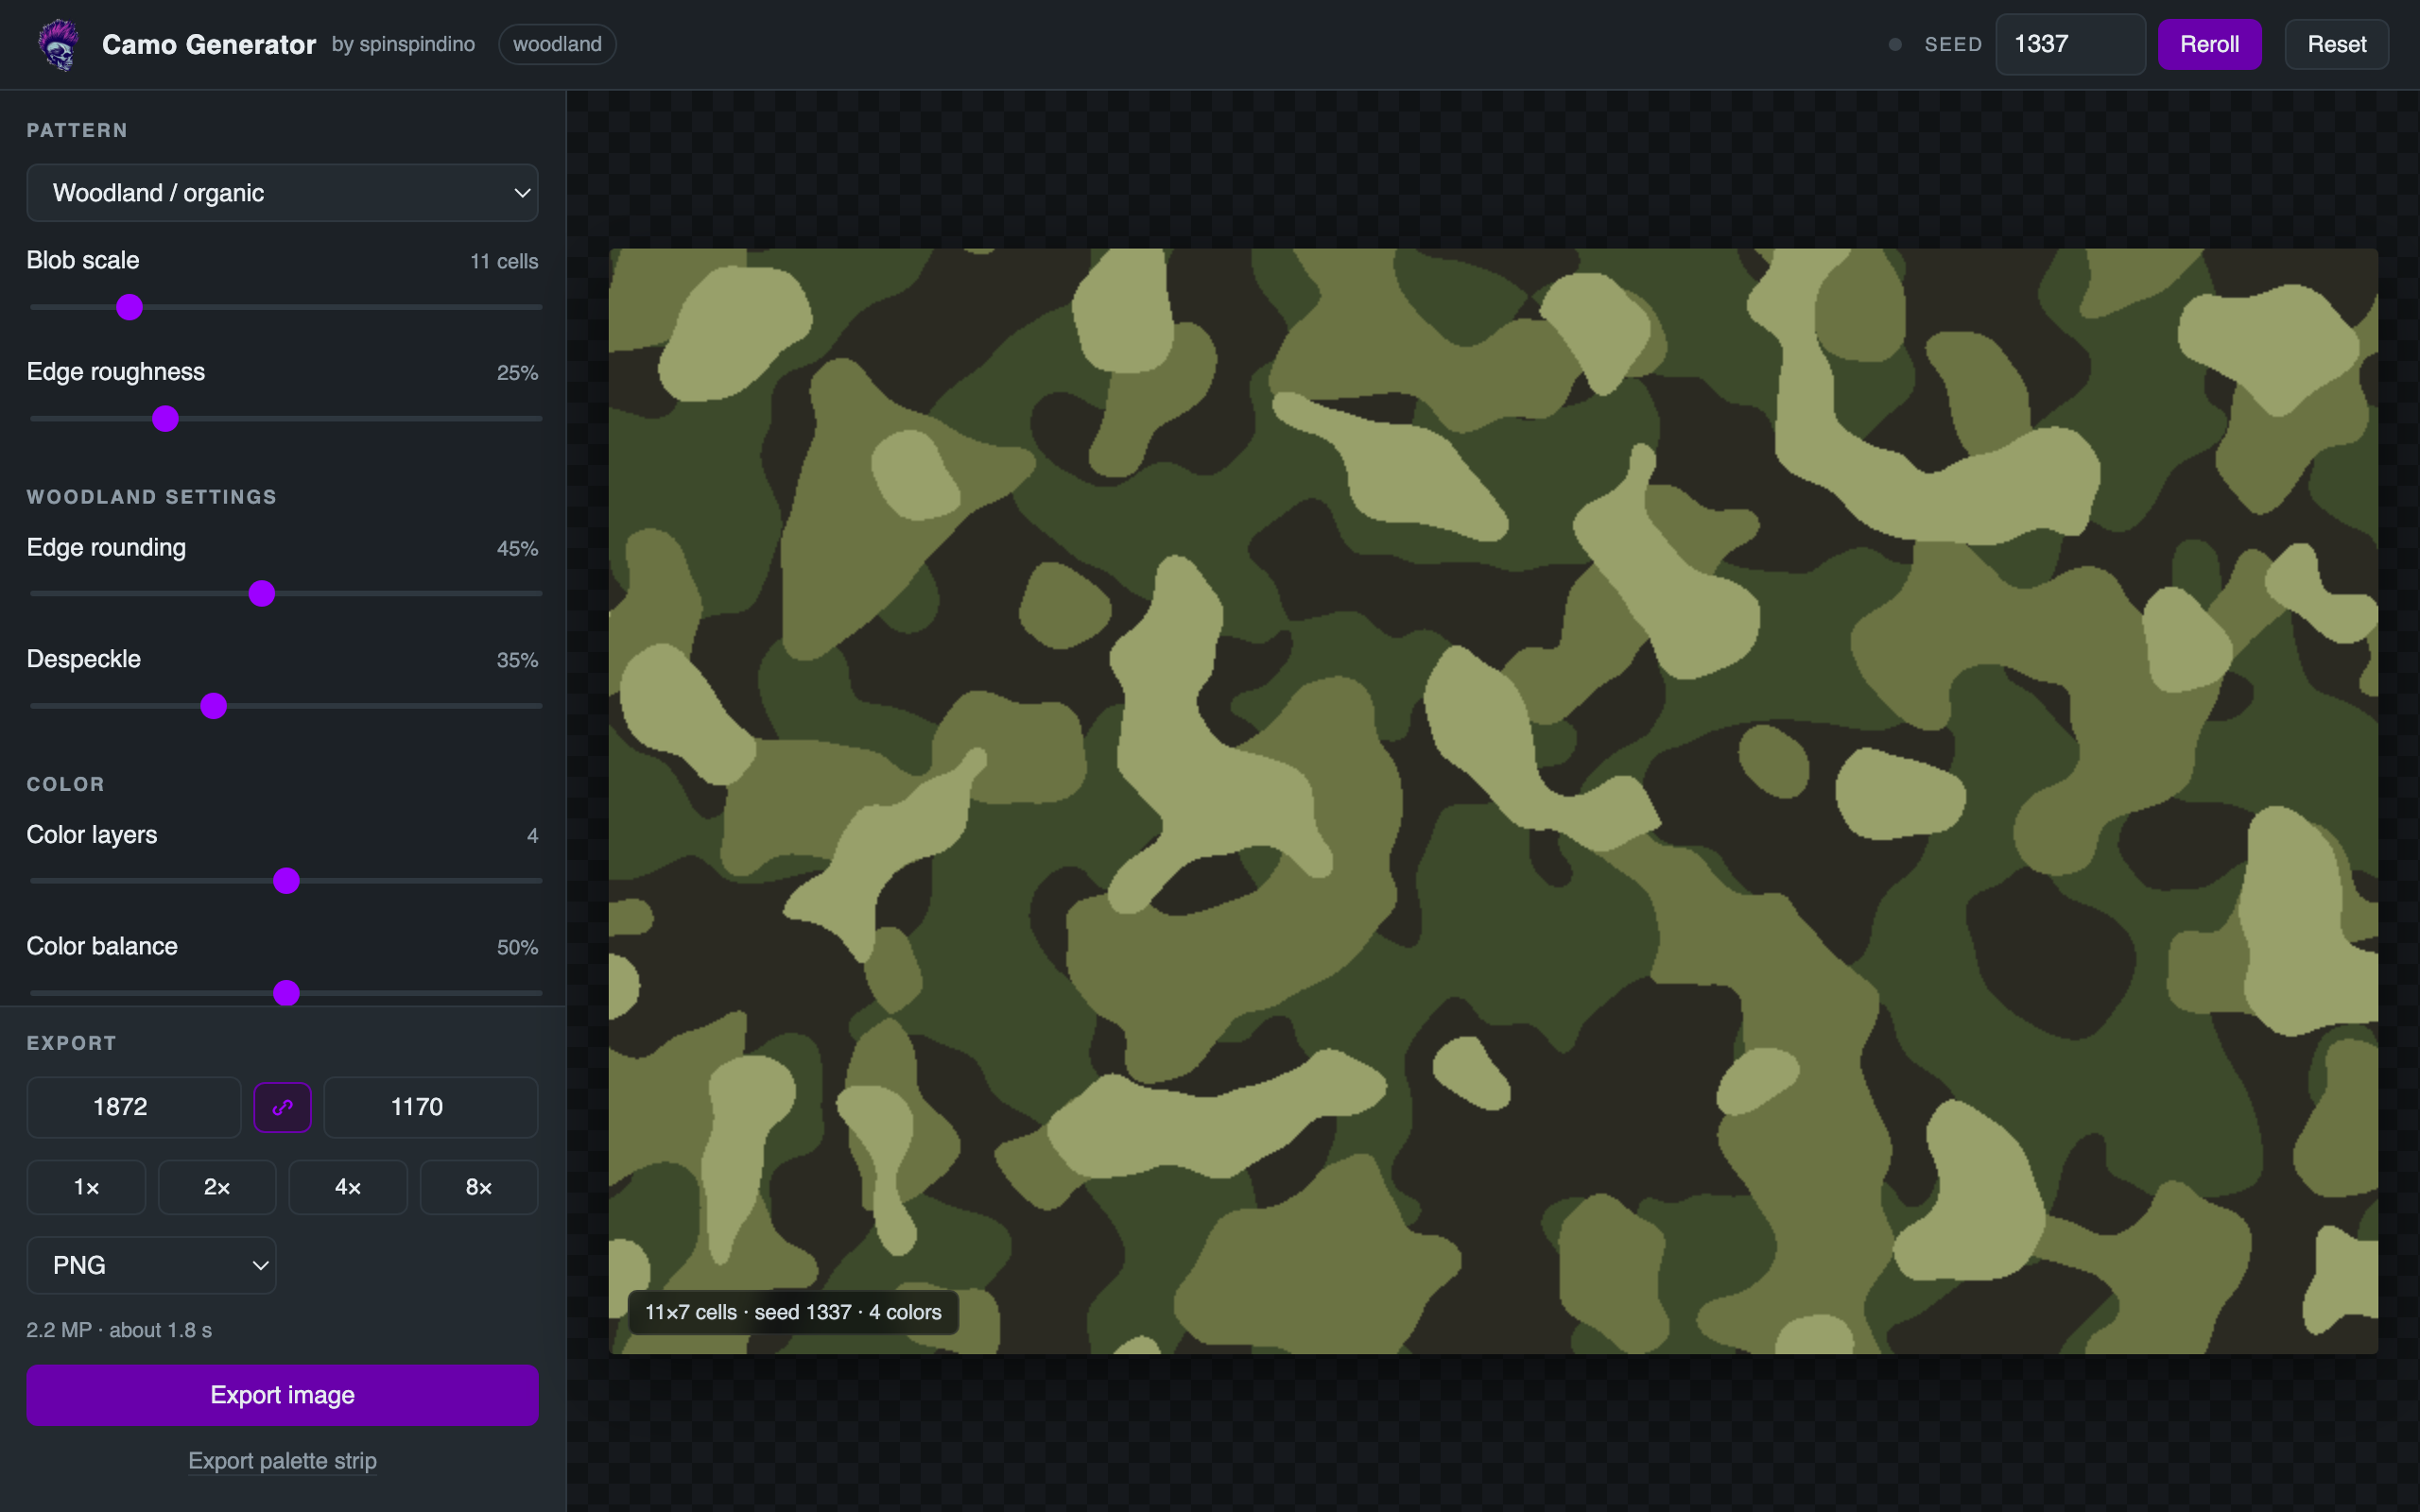 Camo Generator by spinspindino woodland
SEED 1337 Reroll Reset
PATTERN
Woodland / organic
Blob scale 11 cells
Edge roughness 25%
WOODLAND SETTINGS
Edge rounding 45%
Despeckle 35%
COLOR
Color layers 4
Color balance 50%
EXPORT
1872 1170
1× 2× 4× 8×
PNG
2.2 MP · about 1.8 s
Export image
Export palette strip
11×7 cells · seed 1337 · 4 colors